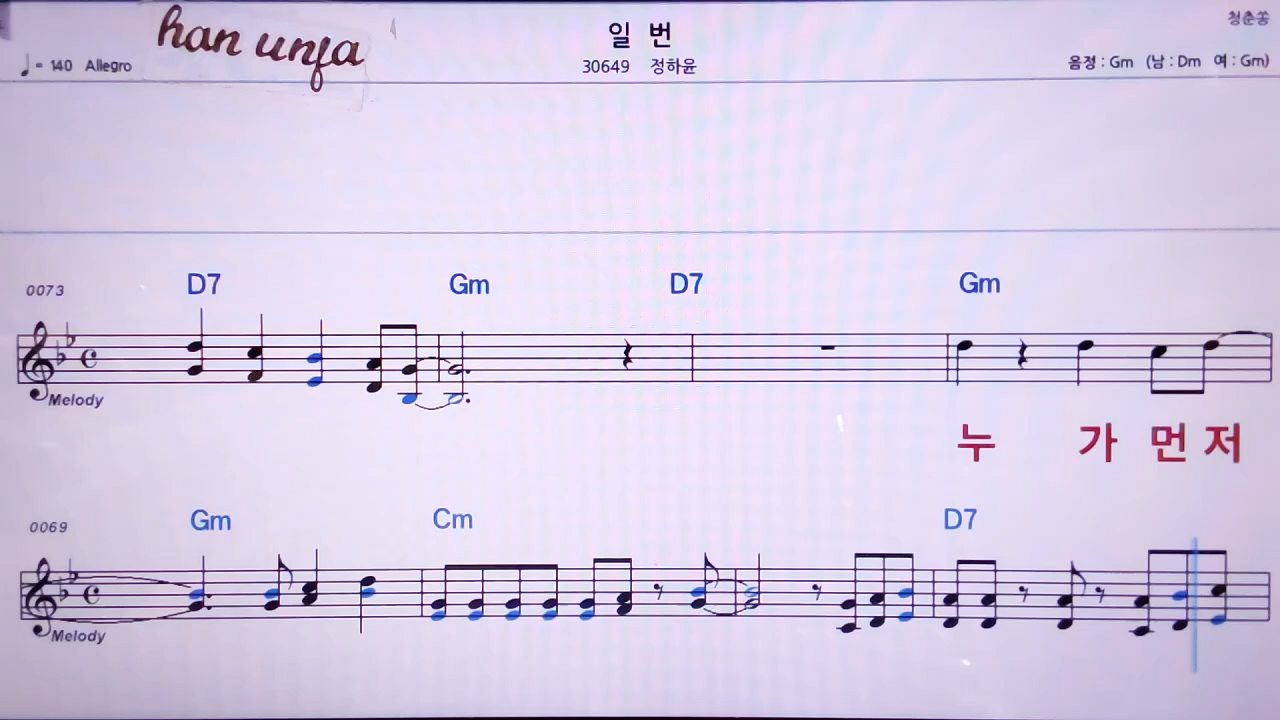 han unfa
일 번
청춘쏭
♩ = 140 Allegro
30649 정하윤
음정 : Gm (남 : Dm 여 : Gm)
0073 D7 Gm D7 Gm
Melody
누 가 먼 저
0069 Gm Cm D7
Melody